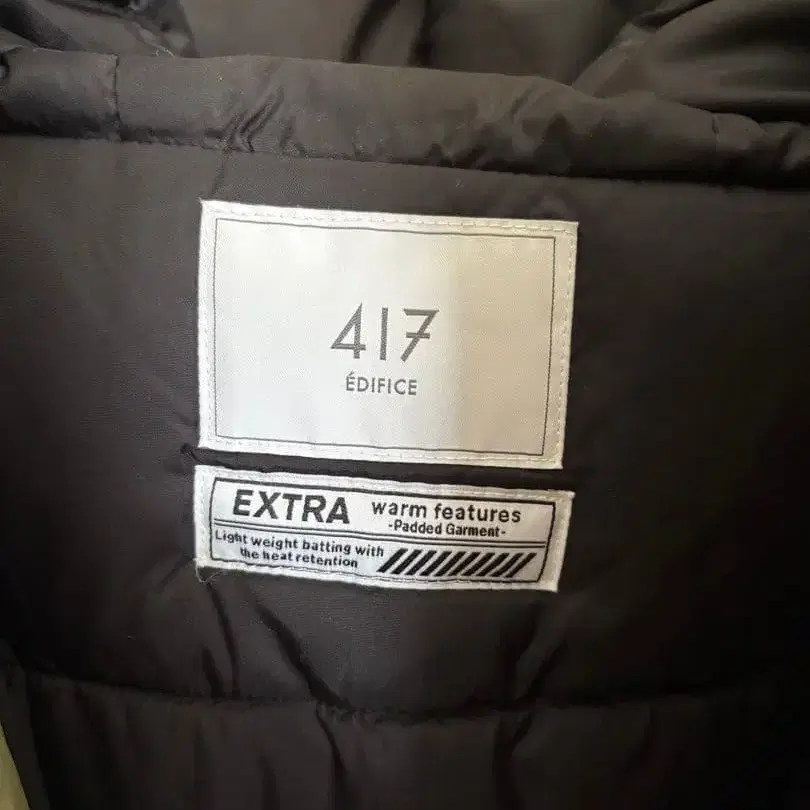 417
ÉDIFICE
EXTRA warm features
-Padded Garment-
Light weight batting with
the heat retention